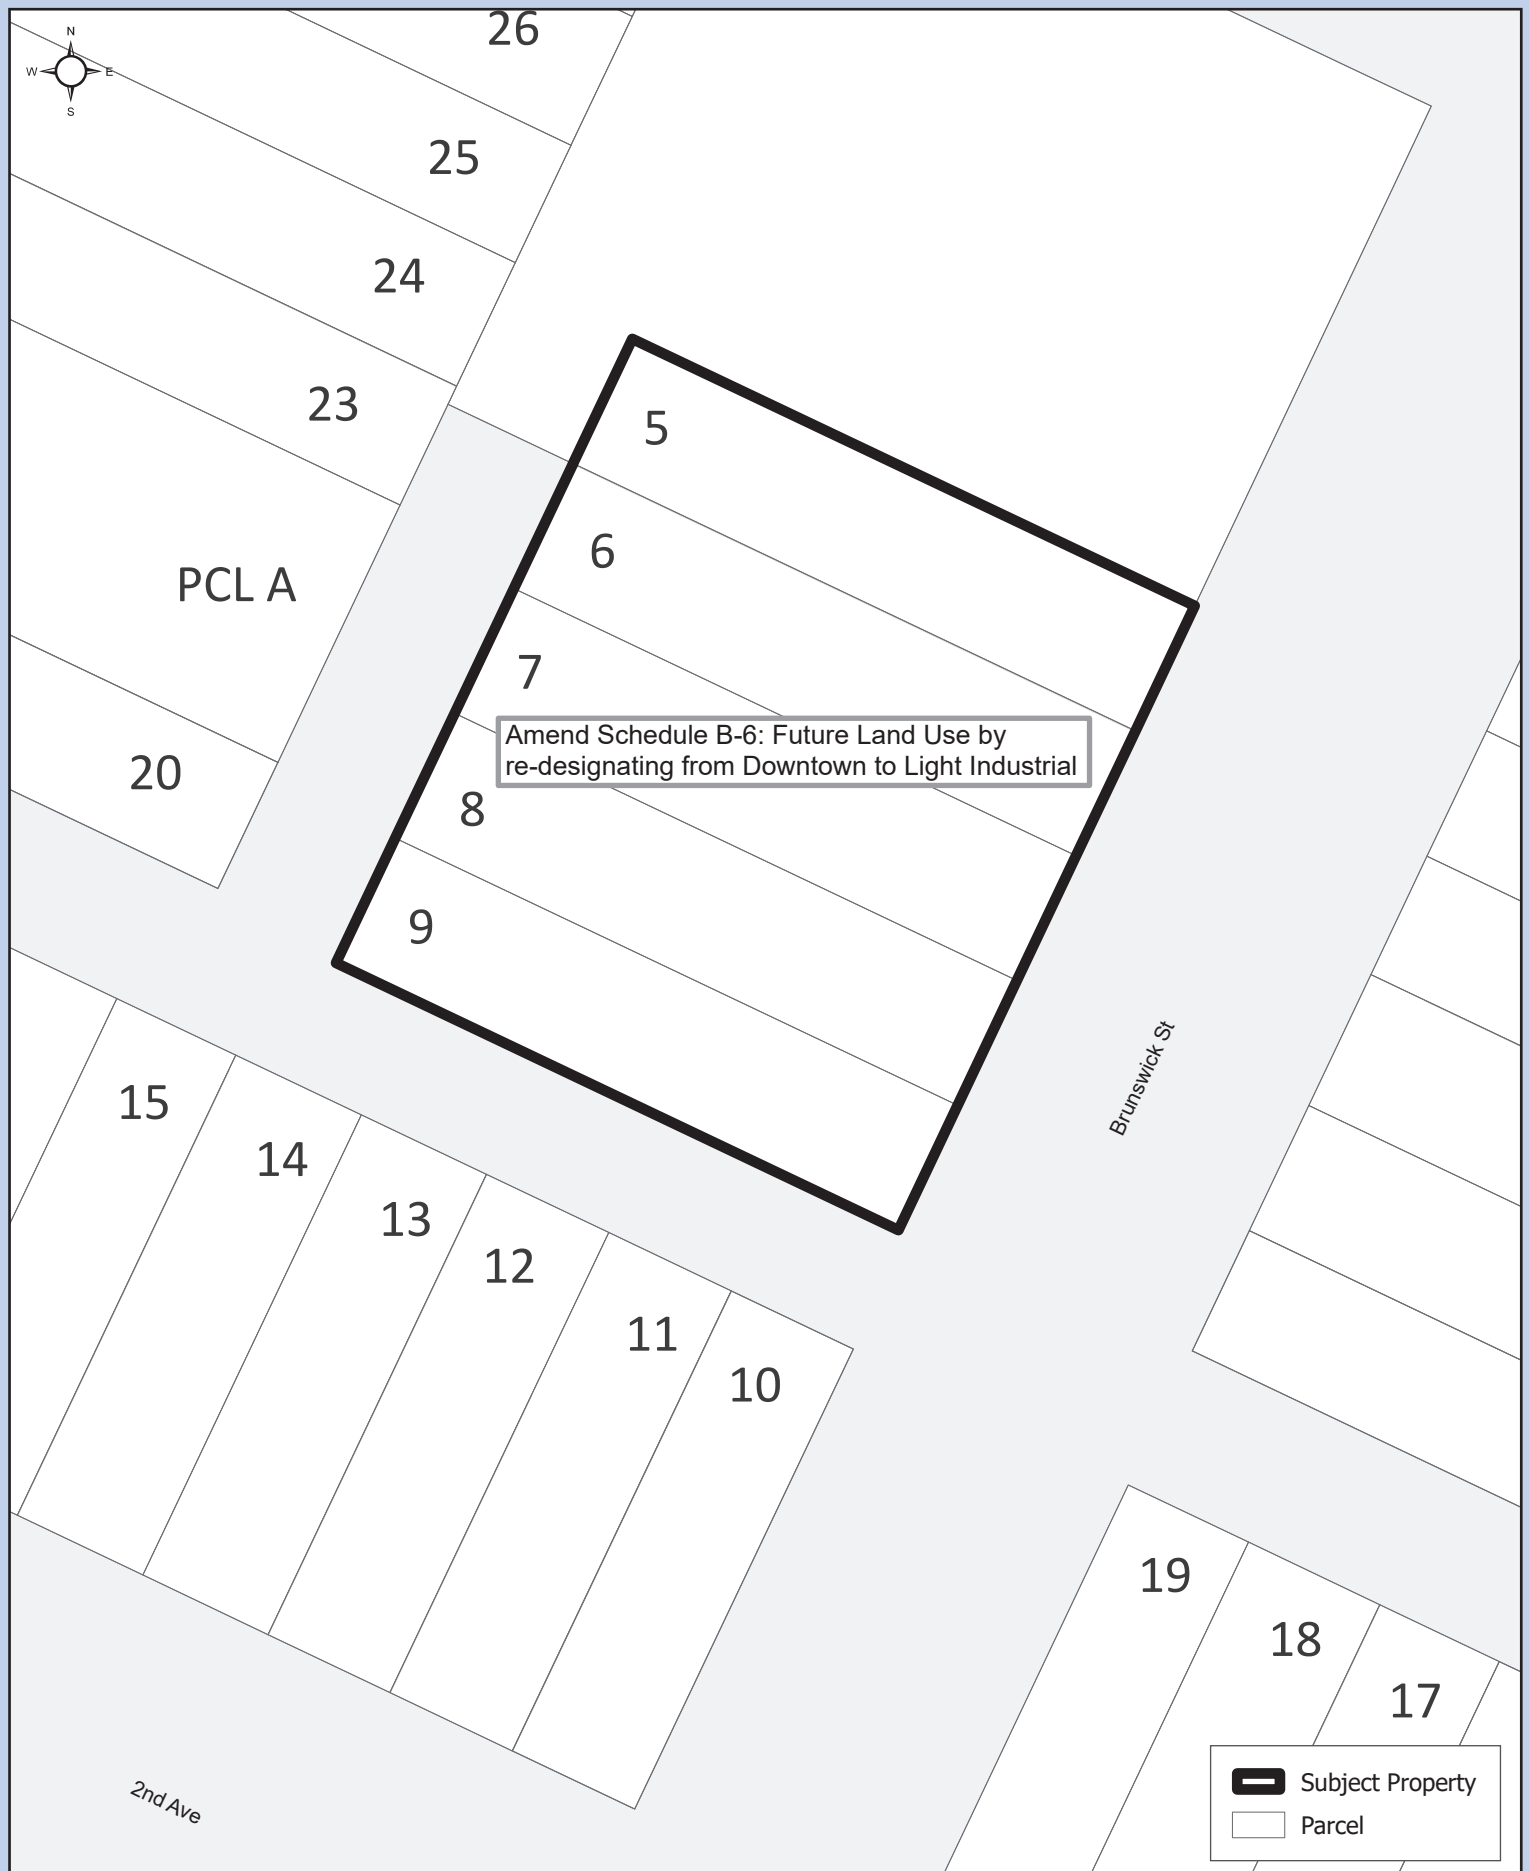 26
N
W E
S
25
24
23
5
6
PCL A
7
Amend Schedule B-6: Future Land Use by
re-designating from Downtown to Light Industrial
20
8
9
Brunswick St
15
14
13
12
11
10
19
18
17
2nd Ave
Subject Property
Parcel